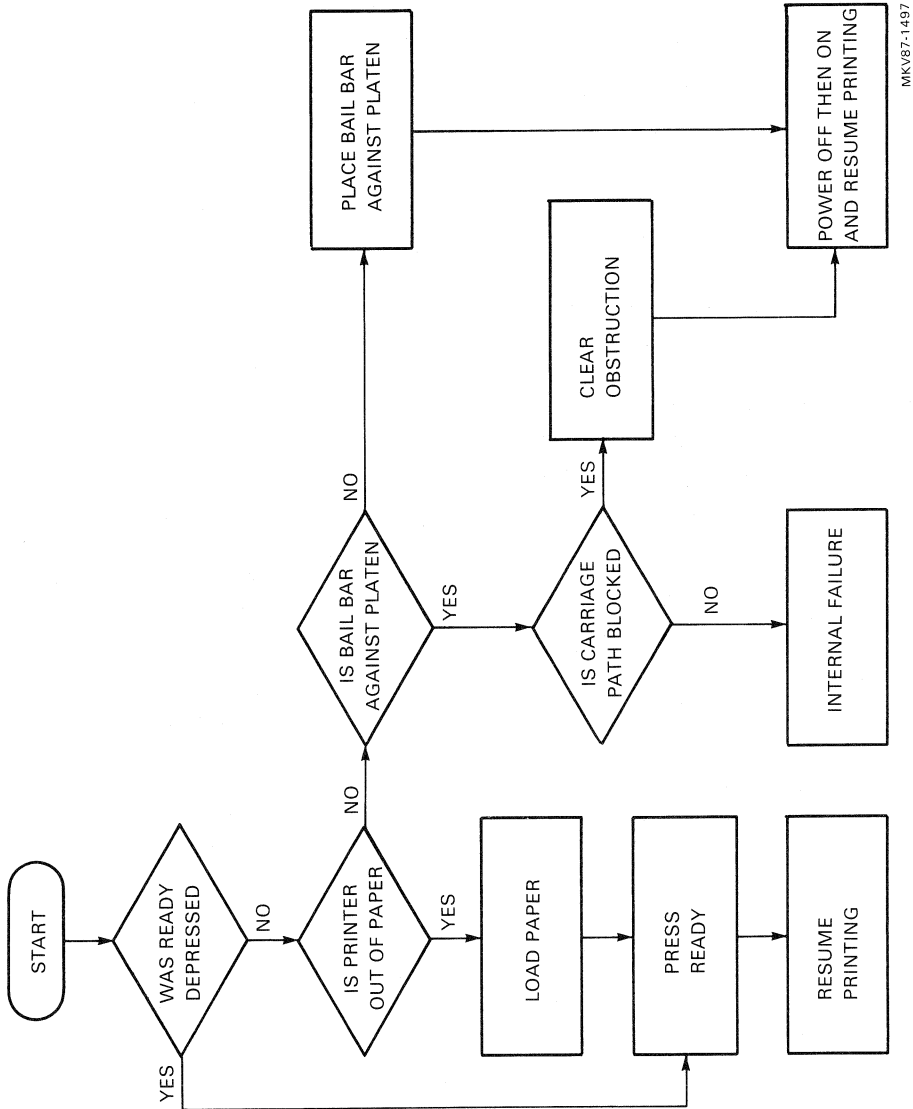 START
WAS READY
DEPRESSED
YES
NO
IS PRINTER
OUT OF PAPER
NO
YES
LOAD PAPER
PRESS
READY
RESUME
PRINTING
IS BAIL BAR
AGAINST PLATEN
NO
YES
PLACE BAIL BAR
AGAINST PLATEN
IS CARRIAGE
PATH BLOCKED
YES
NO
CLEAR
OBSTRUCTION
INTERNAL FAILURE
POWER OFF THEN ON
AND RESUME PRINTING
MKV87-1497